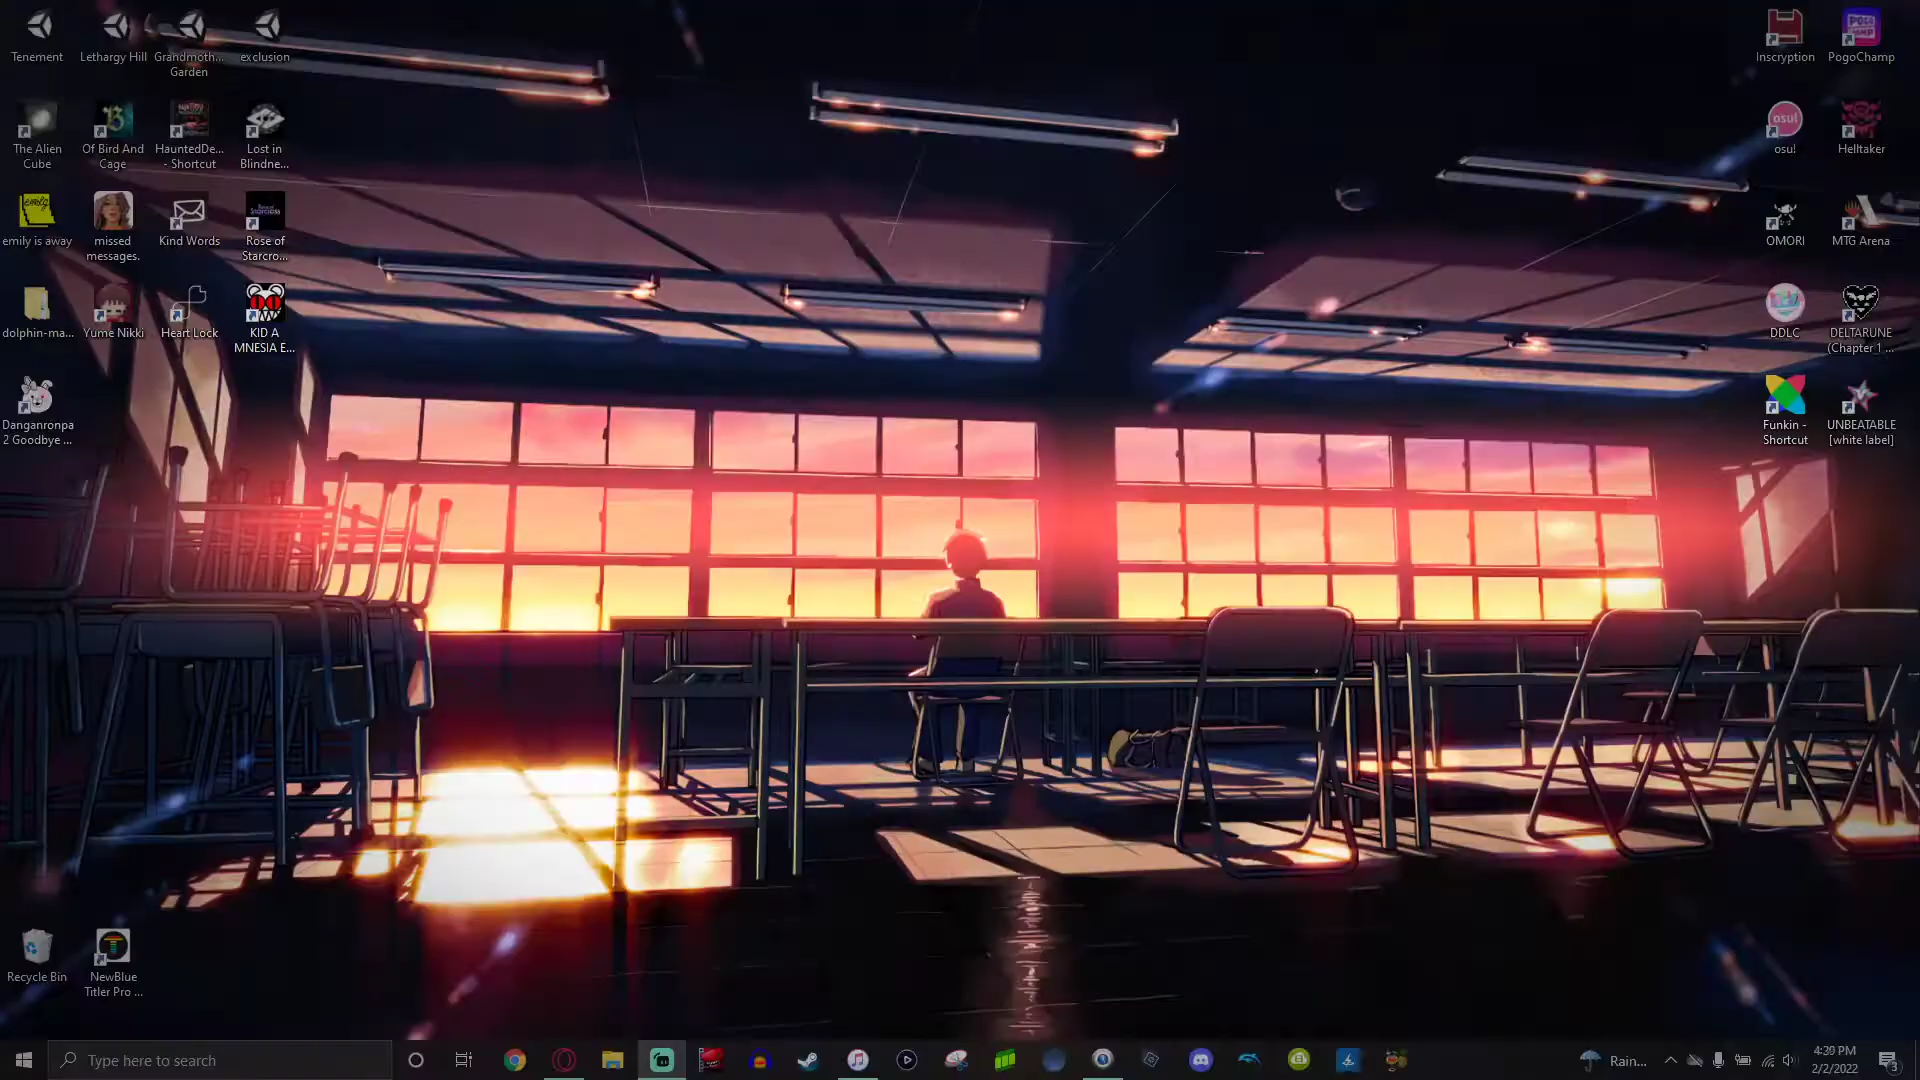 Tenement
Lethargy Hill
Grandmoth...
Garden
exclusion
Inscryption
PogoChamp
The Alien
Cube
Of Bird And
Cage
HauntedDe...
- Shortcut
Lost in
Blindne...
osu!
osu!
Helltaker
emily is away
missed
messages.
Kind Words
Rose of
Starcro...
OMORI
MTG Arena
dolphin-ma...
Yume Nikki
Heart Lock
KID A
MNESIA E...
DDLC
DELTARUNE
(Chapter 1 ...
Danganronpa
2 Goodbye ...
Funkin -
Shortcut
UNBEATABLE
[white label]
Recycle Bin
NewBlue
Titler Pro ...
Type here to search
Rain...
4:30 PM
2/2/2022
3